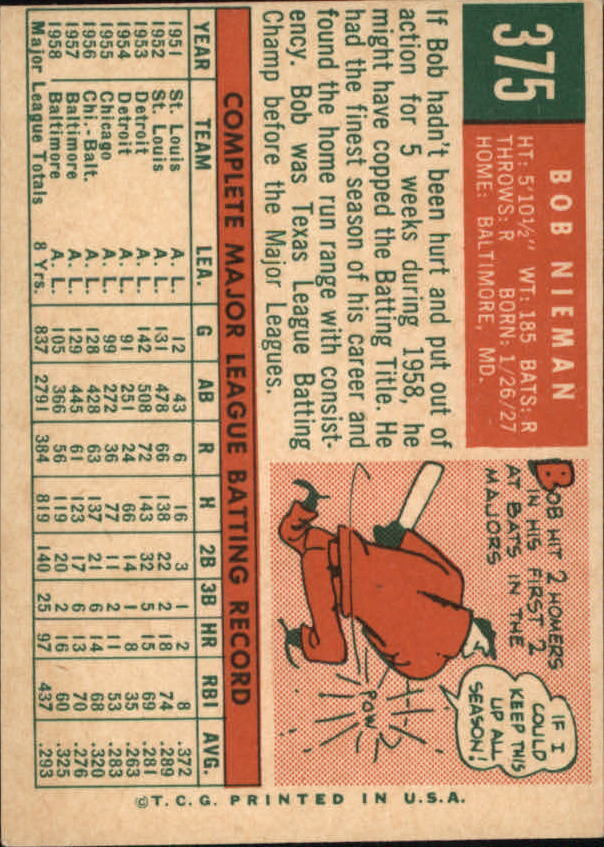 375
BOB NIEMAN
HT: 5'10½" WT: 185 BATS: R
THROWS: R BORN: 1/26/27
HOME: BALTIMORE, MD.
If Bob hadn't been hurt and put out of
action for 5 weeks during 1958, he
might have copped the Batting Title. He
had the finest season of his career and
found the home run range with consist-
ency. Bob was Texas League Batting
Champ before the Major Leagues.
BOB HIT 2 HOMERS
IN HIS FIRST 2
AT BATS IN THE
MAJORS
IF I
COULD
KEEP THIS
UP ALL
SEASON!
POW
COMPLETE MAJOR LEAGUE BATTING RECORD
YEAR TEAM LEA. G AB R H 2B 3B HR RBI AVG.
1951 St. Louis A. L. 12 43 6 16 3 1 2 8 .372
1952 St. Louis A. L. 131 478 66 138 22 2 18 74 .289
1953 Detroit A. L. 142 508 72 143 32 5 15 69 .281
1954 Detroit A. L. 91 251 24 66 14 1 8 35 .263
1955 Chicago A. L. 99 272 36 77 11 2 11 53 .283
1956 Chi. - Balt. A. L. 128 428 63 137 21 6 14 68 .320
1957 Baltimore A. L. 129 445 61 123 17 6 13 70 .276
1958 Baltimore A. L. 105 366 56 119 20 2 16 60 .325
Major League Totals 8 Yrs. 837 2791 384 819 140 25 97 437 .293
©T. C. G. PRINTED IN U.S.A.